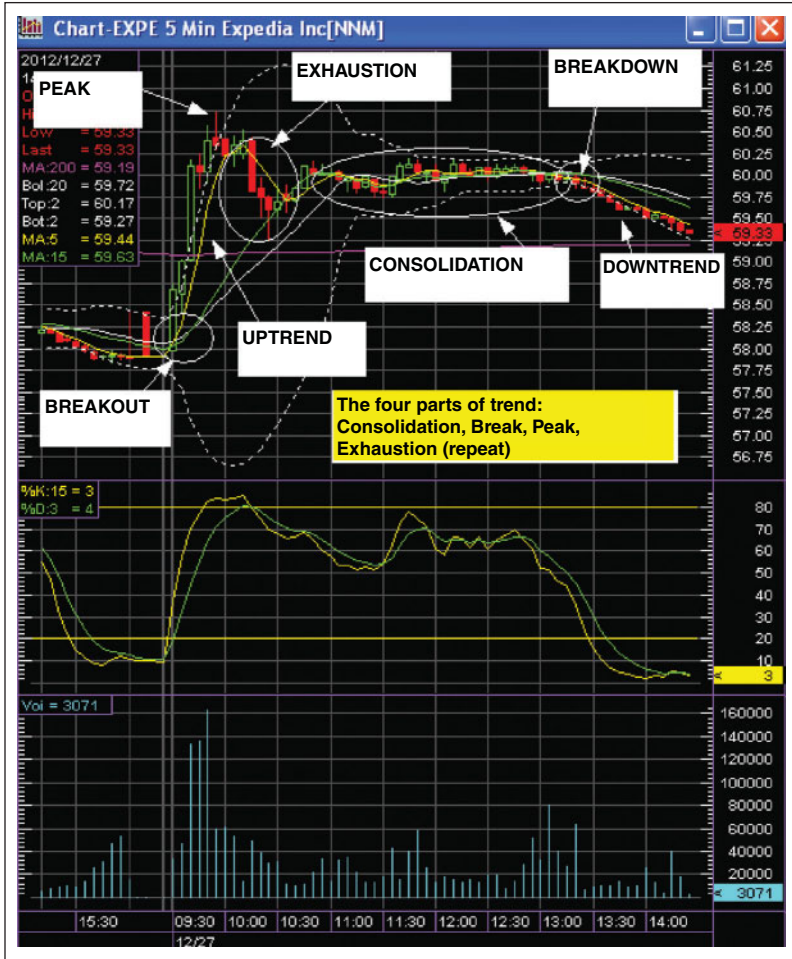 Chart-EXPE 5 Min Expedia Inc[NNM]
2012/12/27
PEAK
EXHAUSTION
BREAKDOWN
Low = 59.33
Last = 59.33
MA:200 = 59.19
Bol:20 = 59.72
Top:2 = 60.17
Bot:2 = 59.27
MA:5 = 59.44
MA:15 = 59.63
CONSOLIDATION
DOWNTREND
UPTREND
BREAKOUT
The four parts of trend:
Consolidation, Break, Peak,
Exhaustion (repeat)
61.25
61.00
60.75
60.50
60.25
60.00
59.75
59.50
59.33
59.25
59.00
58.75
58.50
58.25
58.00
57.75
57.50
57.25
57.00
56.75
%K:15 = 3
%D:3 = 4
80
70
60
50
40
30
20
10
3
Vol = 3071
160000
140000
120000
100000
80000
60000
40000
20000
3071
15:30 09:30 10:00 10:30 11:00 11:30 12:00 12:30 13:00 13:30 14:00
12/27